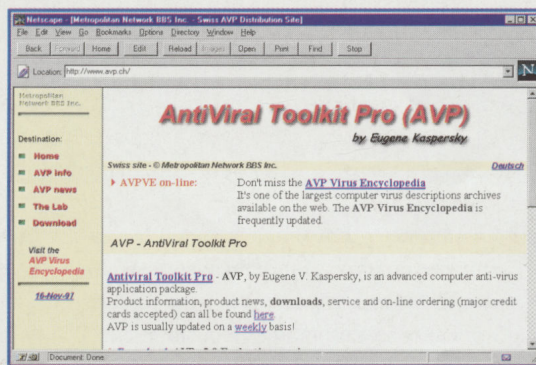 Netscape - [Metropolitan Network BBS Inc. - Swiss AVP Distribution Site]
File Edit View Go Bookmarks Options Directory Window Help
Back Forward Home Edit Reload Images Open Print Find Stop
Location: http://www.avp.ch/
N
Metropolitan
Network BBS Inc.
Destination:
Home
AVP Info
AVP news
The Lab
Download
Visit the
AVP Virus
Encyclopedia
16-Nov-97
AntiViral Toolkit Pro (AVP)
by Eugene Kaspersky
Swiss site - © Metropolitan Network BBS Inc. Deutsch
AVPVE on-line: Don't miss the AVP Virus Encyclopedia
It's one of the largest computer virus descriptions archives
available on the web. The AVP Virus Encyclopedia is
frequently updated.
AVP - AntiViral Toolkit Pro
Antiviral Toolkit Pro - AVP, by Eugene V. Kaspersky, is an advanced computer anti-virus
application package.
Product information, product news, downloads, service and on-line ordering (major credit
cards accepted) can all be found here.
AVP is usually updated on a weekly basis!
Document: Done